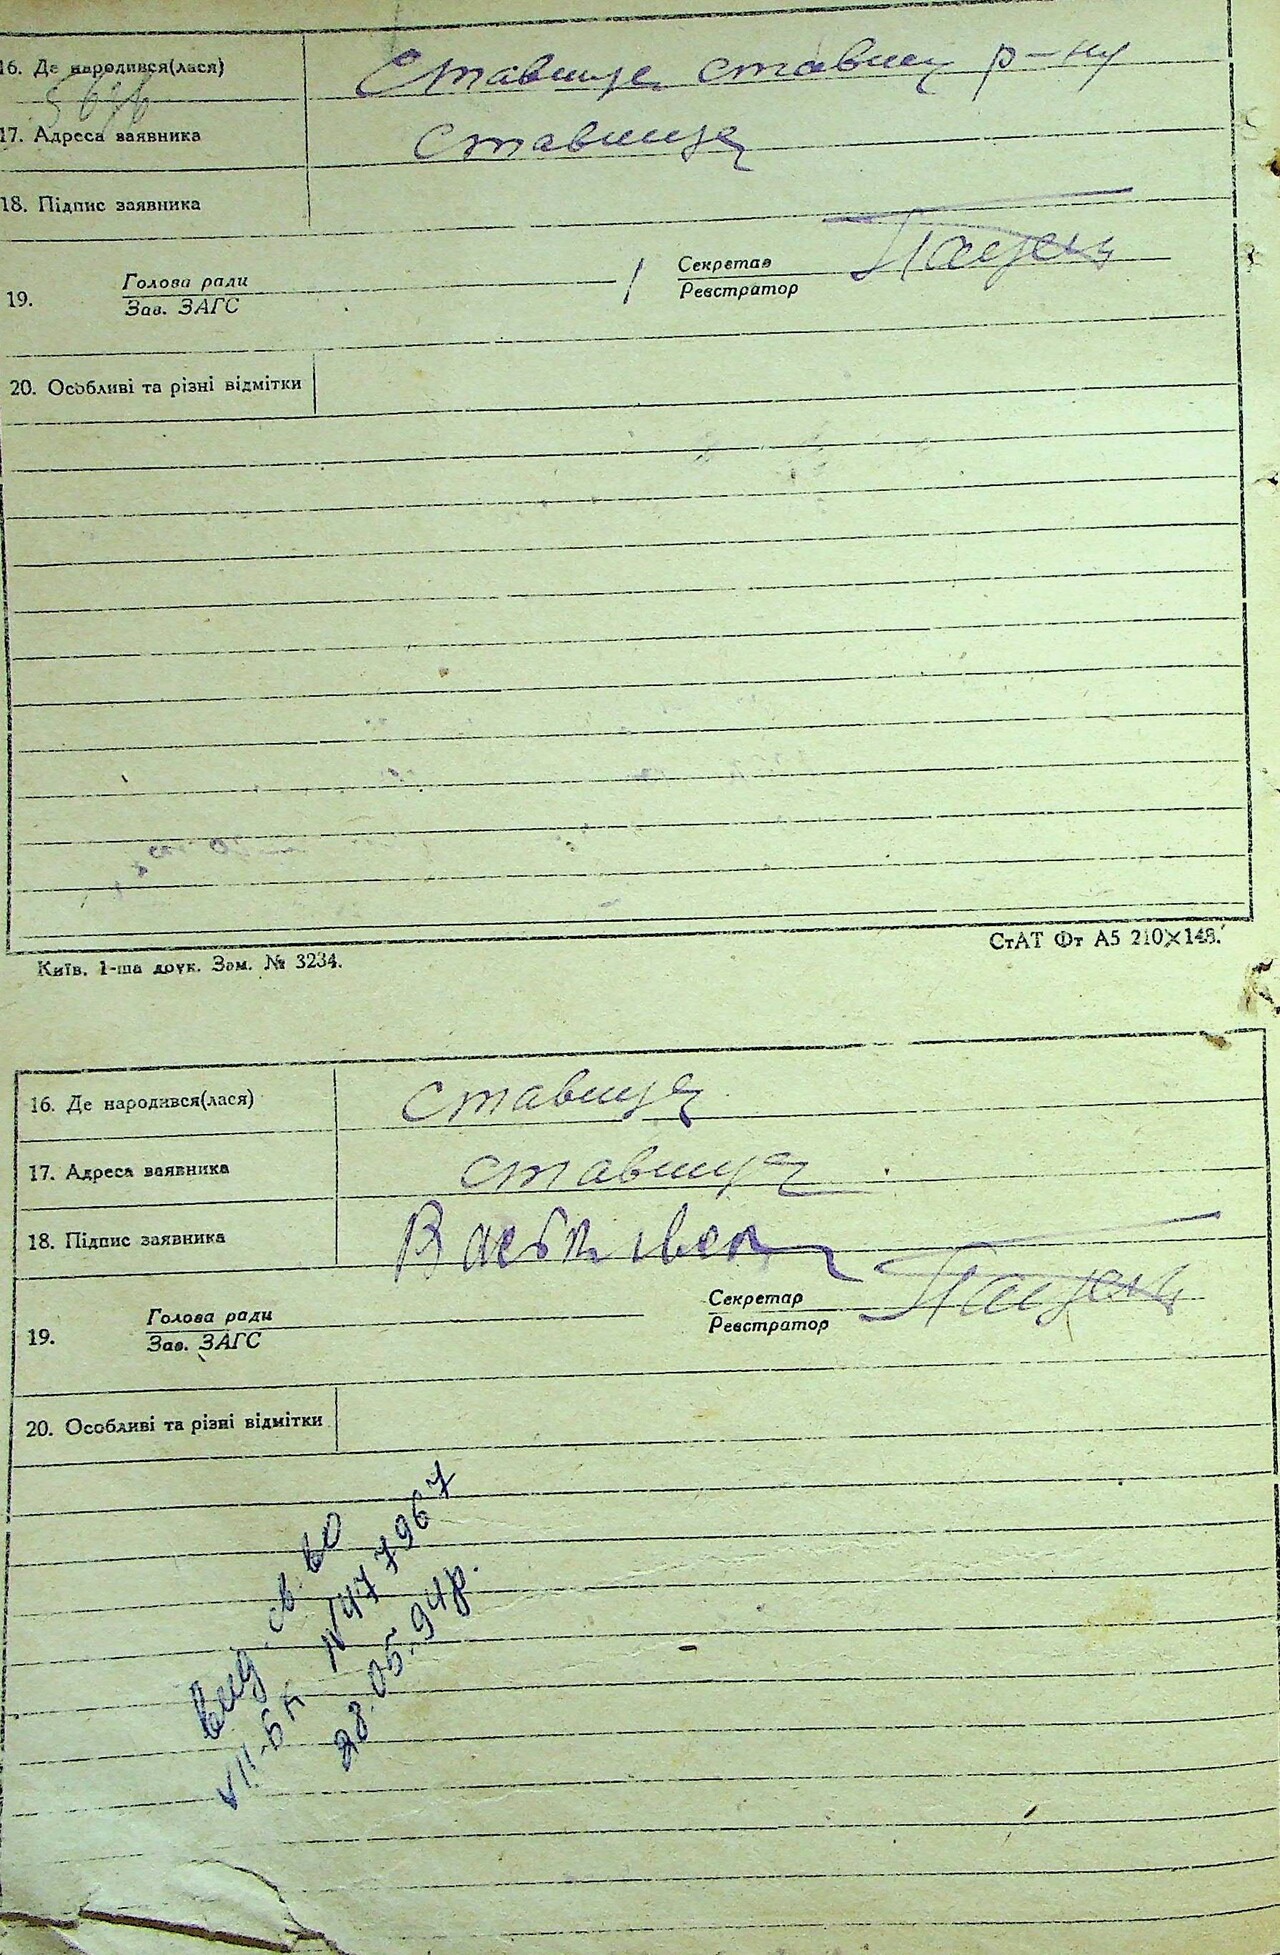 16. Де народився(лася) Ставище ставищ р-ну
17. Адреса заявника Ставище
18. Підпис заявника
19. Голова ради Секретар
Зав. ЗАГС Реєстратор
20. Особливі та різні відмітки
СтАТ Фт А5 210×148.
Київ. 1-ша друк. Зам. № 3234.
16. Де народився(лася) Ставище
17. Адреса заявника Ставище
18. Підпис заявника
19. Голова ради Секретар
Зав. ЗАГС Реєстратор
20. Особливі та різні відмітки
вид. св. во
VII-БК N 477967
28.05.94р.